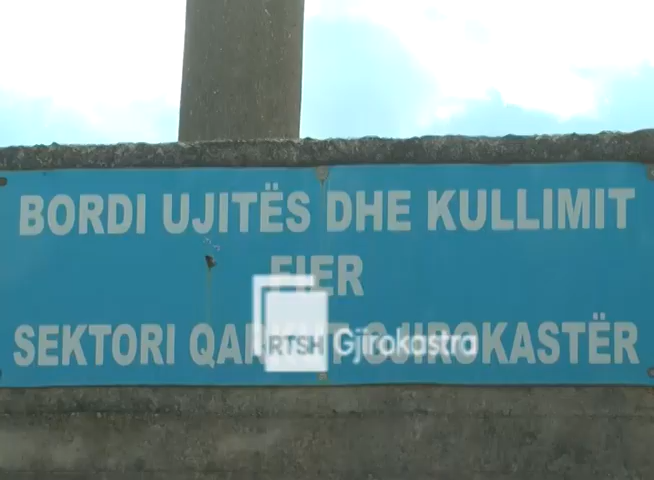 BORDI UJITËS DHE KULLIMIT
FIER
SEKTORI GJIROKASTËR
RTSH Gjirokastra